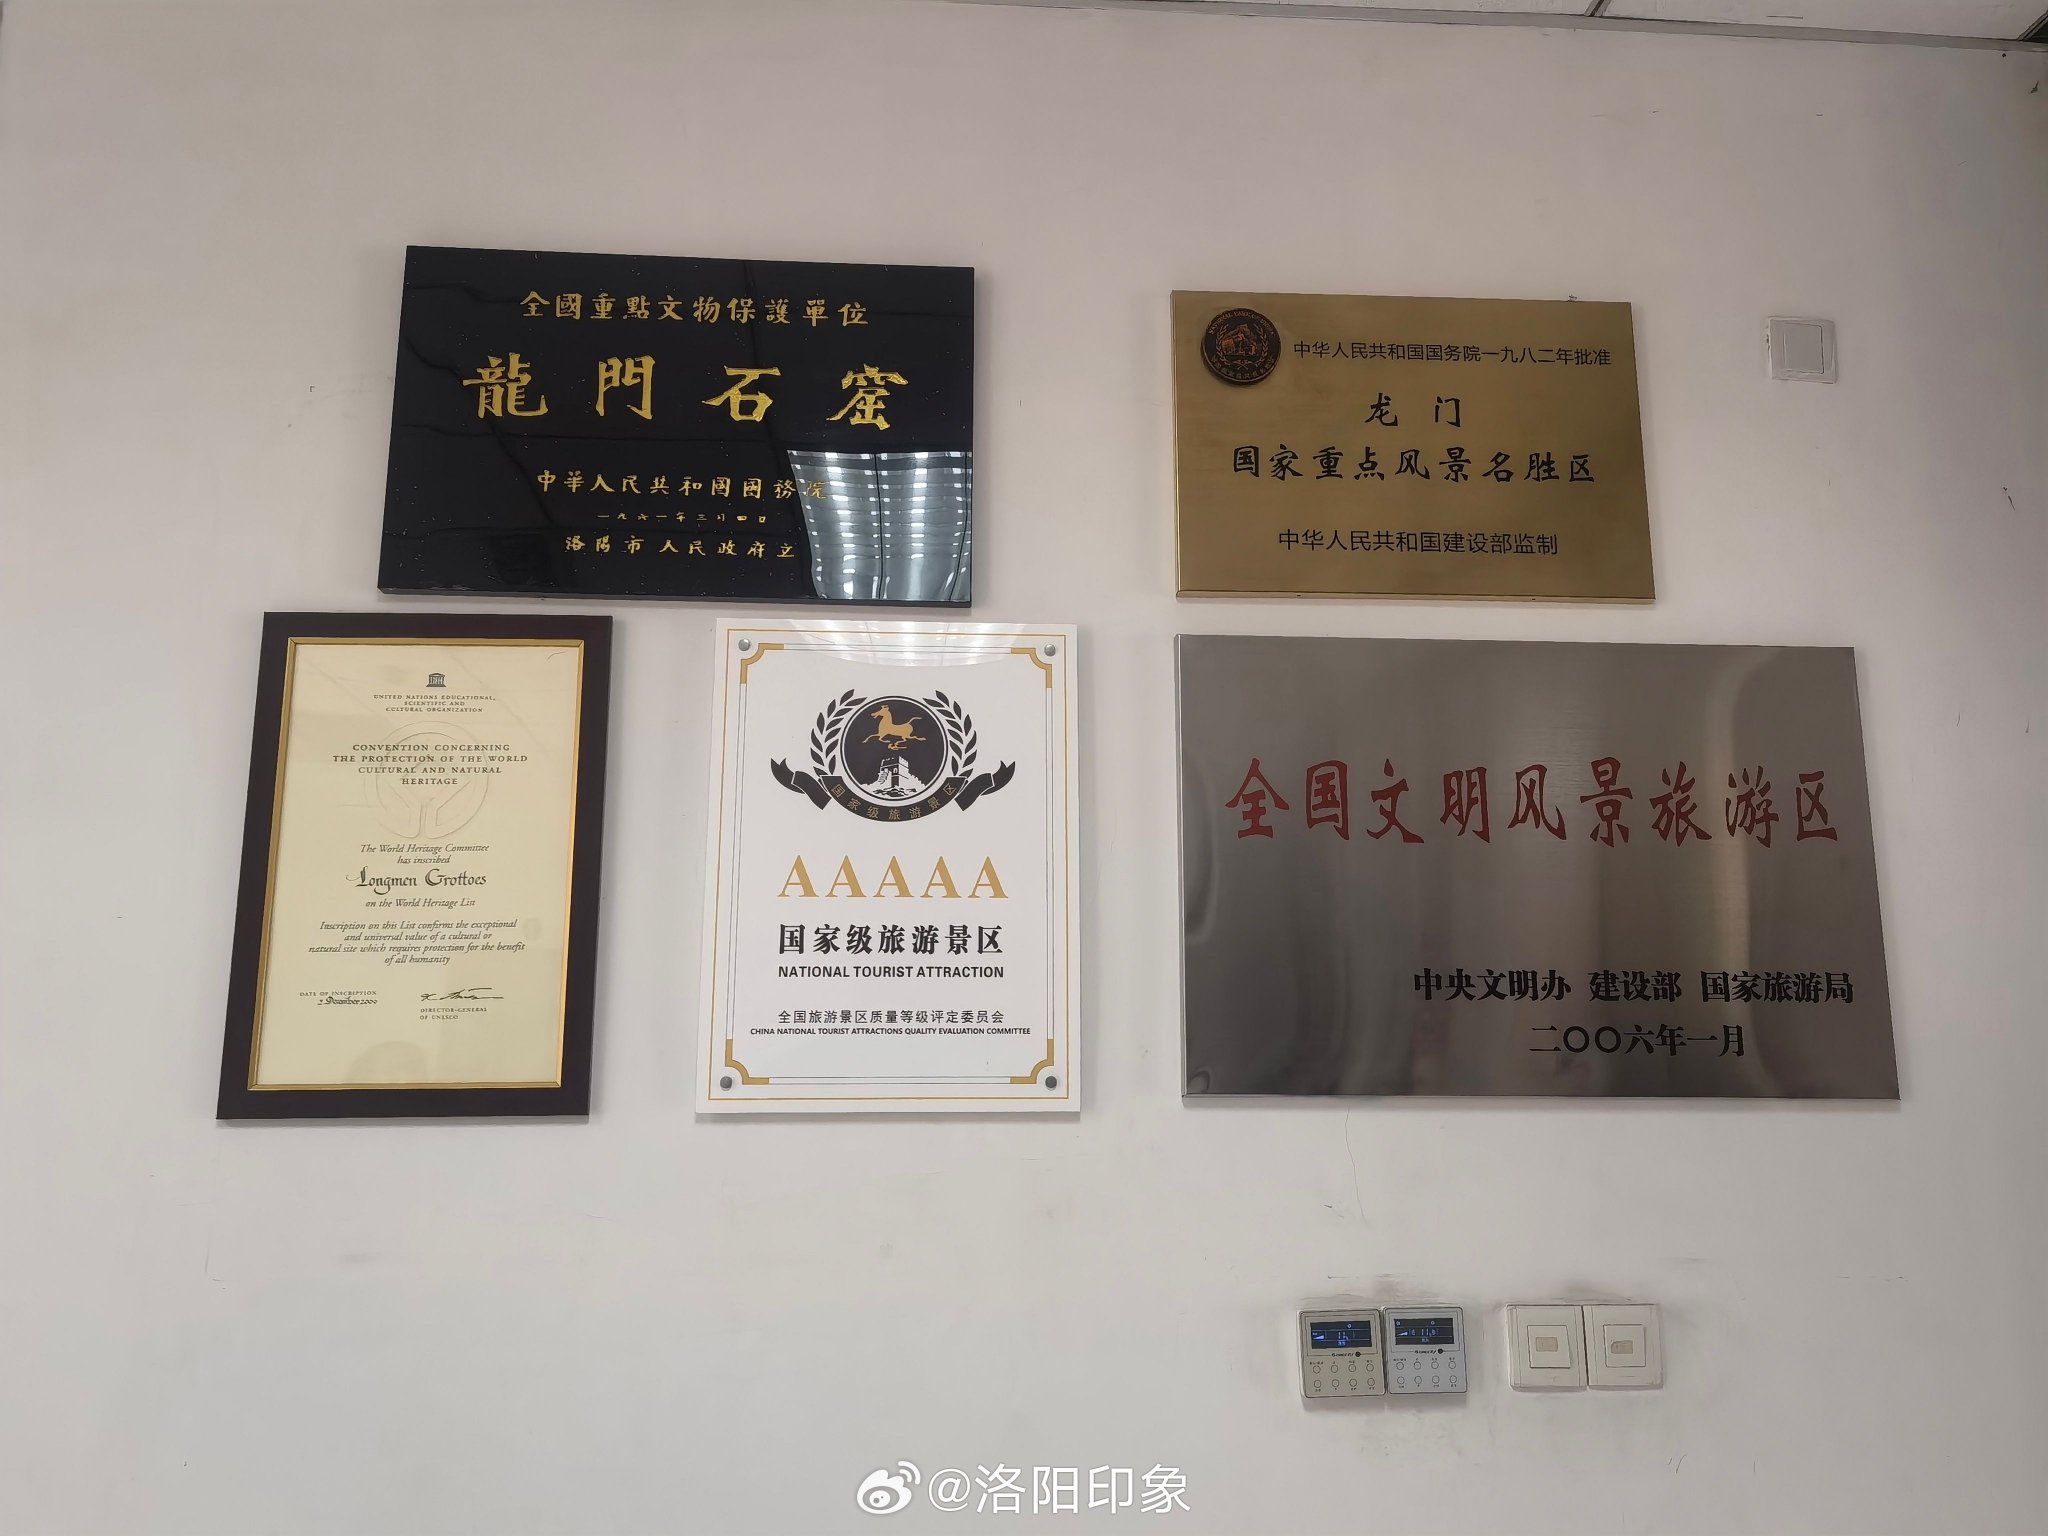 全國重點文物保護單位
龍門石窟
中華人民共和國國務院
一九六一年三月四日
洛陽市人民政府立
中华人民共和国国务院一九八二年批准
龙门
国家重点风景名胜区
中华人民共和国建设部监制
UNITED NATIONS EDUCATIONAL,
SCIENTIFIC AND
CULTURAL ORGANIZATION
CONVENTION CONCERNING
THE PROTECTION OF THE WORLD
CULTURAL AND NATURAL
HERITAGE
The World Heritage Committee
has inscribed
Longmen Grottoes
on the World Heritage List
Inscription on this List confirms the exceptional
and universal value of a cultural or
natural site which requires protection for the benefit
of all humanity
DATE OF INSCRIPTION
DIRECTOR-GENERAL
OF UNESCO
国家级旅游景区
AAAAA
国家级旅游景区
NATIONAL TOURIST ATTRACTION
全国旅游景区质量等级评定委员会
CHINA NATIONAL TOURIST ATTRACTIONS QUALITY EVALUATION COMMITTEE
全国文明风景旅游区
中央文明办 建设部 国家旅游局
二〇〇六年一月
@洛阳印象